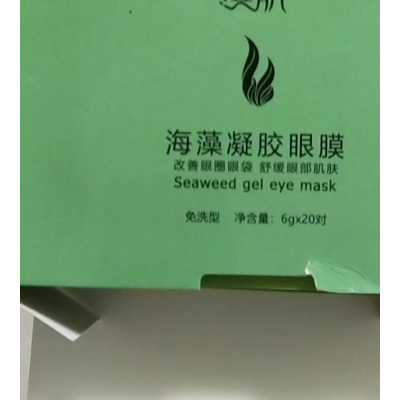 海藻凝胶眼膜
改善眼圈眼袋 舒缓眼部肌肤
Seaweed gel eye mask
免洗型 净含量：6gx20对